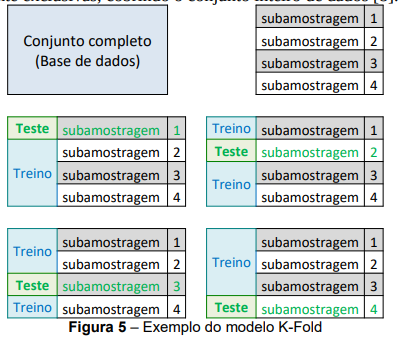 nte exclusivas, cobrindo o conjunto inteiro de dados [8].
Conjunto completo
(Base de dados)
subamostragem 1
subamostragem 2
subamostragem 3
subamostragem 4
Teste subamostragem 1
Treino
subamostragem 2
subamostragem 3
subamostragem 4
Treino subamostragem 1
Teste subamostragem 2
Treino
subamostragem 3
subamostragem 4
Treino
subamostragem 1
subamostragem 2
Teste subamostragem 3
Treino subamostragem 4
Treino
subamostragem 1
subamostragem 2
subamostragem 3
Teste subamostragem 4
Figura 5 – Exemplo do modelo K-Fold